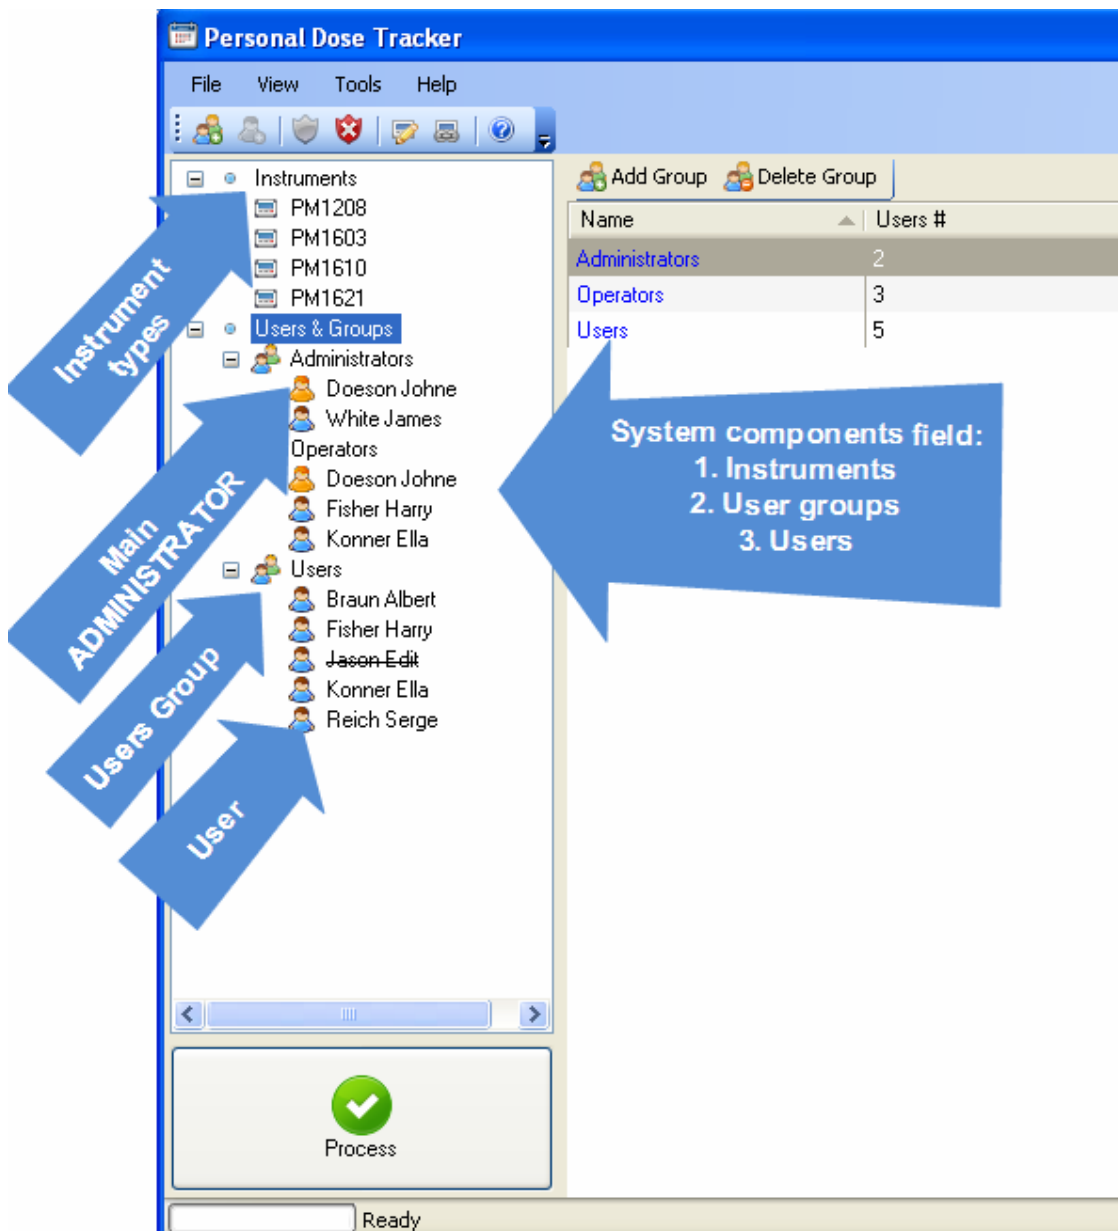 Personal Dose Tracker
File View Tools Help
Instruments
PM1208
PM1603
PM1610
PM1621
Users & Groups
Administrators
Doeson Johne
White James
Operators
Doeson Johne
Fisher Harry
Konner Ella
Users
Braun Albert
Fisher Harry
Jason Edit
Konner Ella
Reich Serge
Add Group Delete Group
Name Users #
Administrators 2
Operators 3
Users 5
Instrument
types
Main
ADMINISTRATOR
Users Group
User
System components field:
1. Instruments
2. User groups
3. Users
Process
Ready